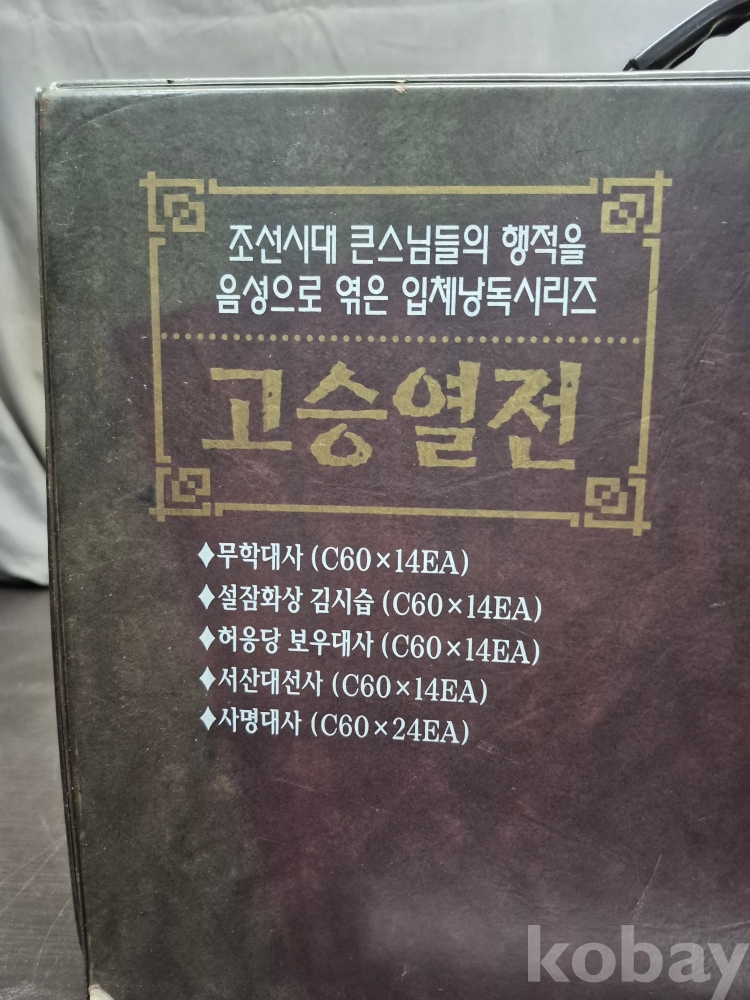 조선시대 큰스님들의 행적을
음성으로 엮은 입체낭독시리즈
고승열전
♦무학대사 (C60×14EA)
♦설잠화상 김시습 (C60×14EA)
♦허응당 보우대사 (C60×14EA)
♦서산대선사 (C60×14EA)
♦사명대사 (C60×24EA)
kobay